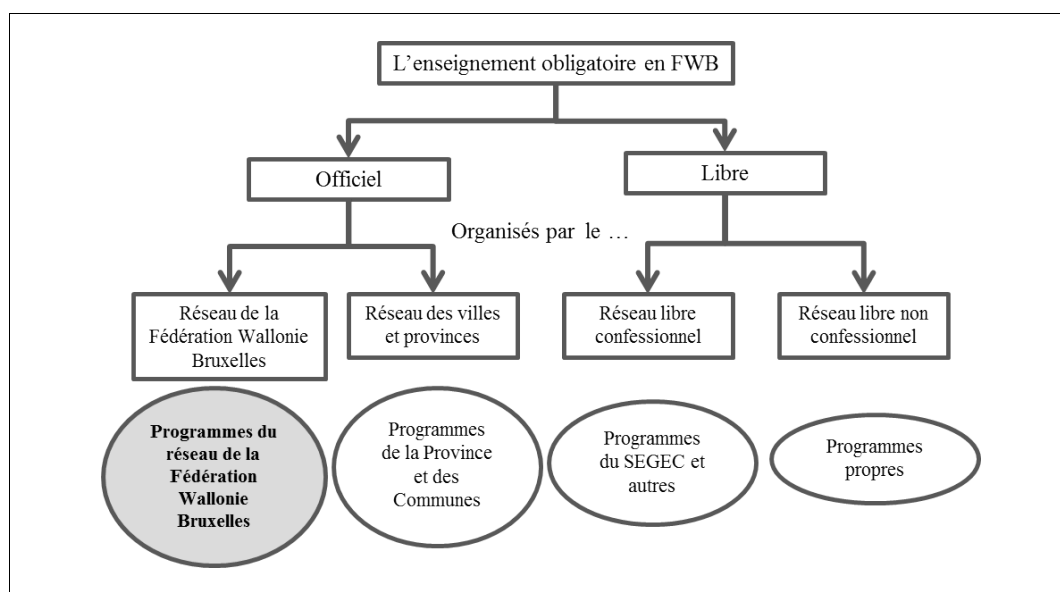 L'enseignement obligatoire en FWB
Officiel
Libre
Organisés par le …
Réseau de la
Fédération Wallonie
Bruxelles
Réseau des villes
et provinces
Réseau libre
confessionnel
Réseau libre non
confessionnel
Programmes du
réseau de la
Fédération
Wallonie
Bruxelles
Programmes
de la Province
et des
Communes
Programmes
du SEGEC et
autres
Programmes
propres